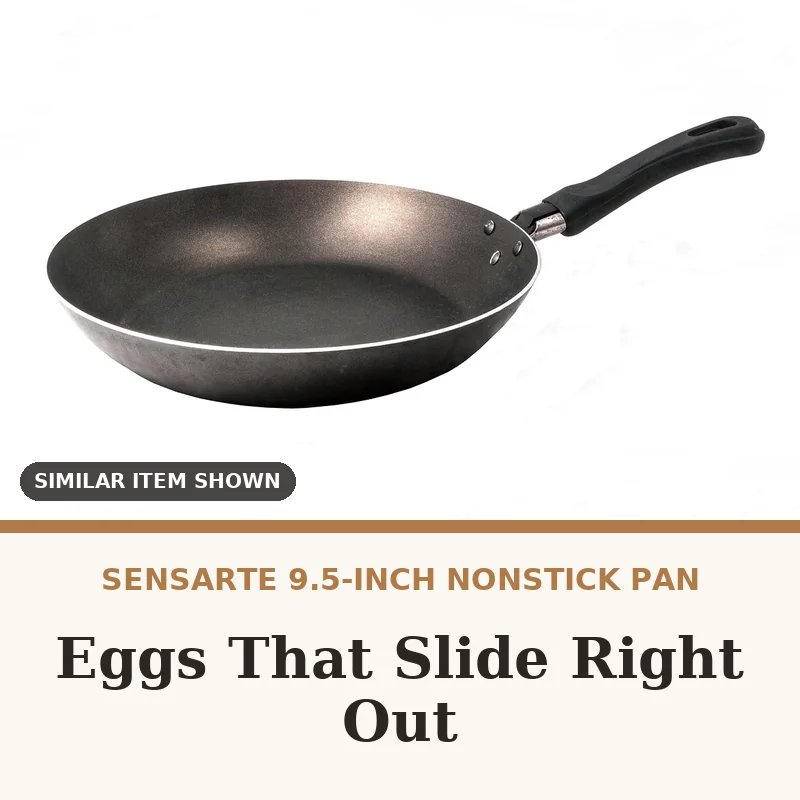 SIMILAR ITEM SHOWN
SENSARTE 9.5-INCH NONSTICK PAN
Eggs That Slide Right
Out